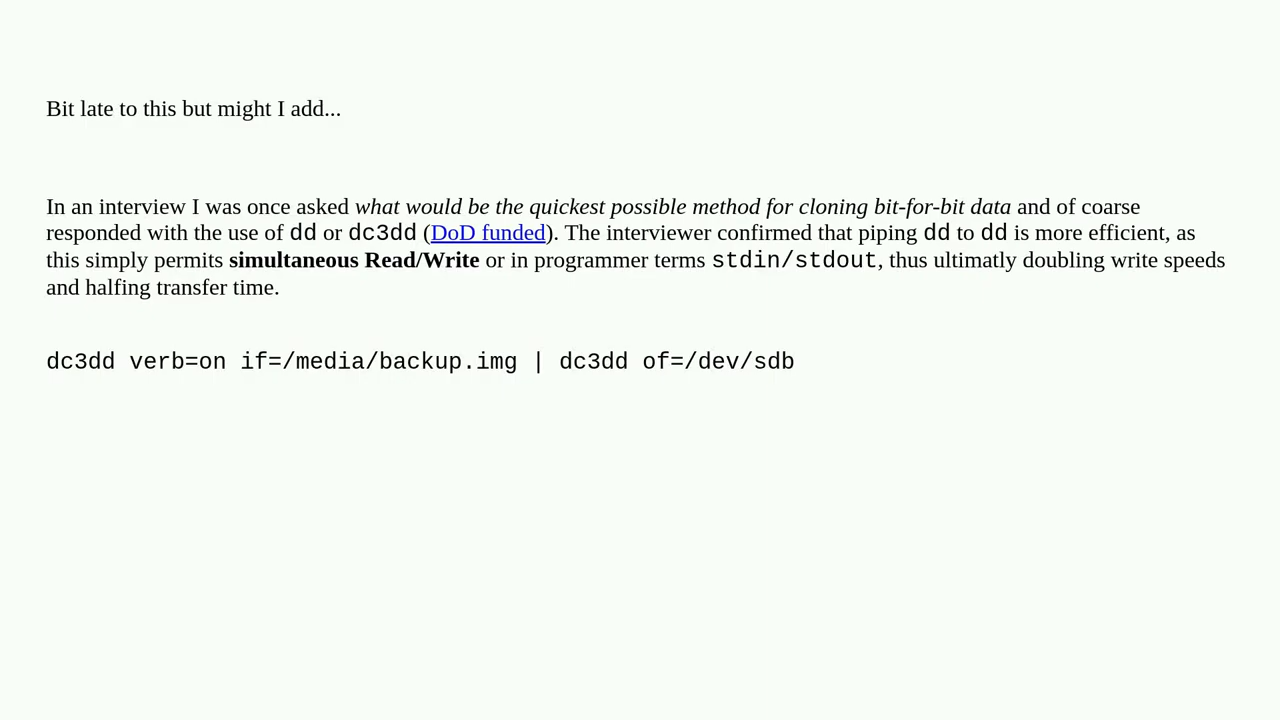 Bit late to this but might I add...
In an interview I was once asked what would be the quickest possible method for cloning bit-for-bit data and of coarse
responded with the use of dd or dc3dd (DoD funded). The interviewer confirmed that piping dd to dd is more efficient, as
this simply permits simultaneous Read/Write or in programmer terms stdin/stdout, thus ultimatly doubling write speeds
and halfing transfer time.
dc3dd verb=on if=/media/backup.img | dc3dd of=/dev/sdb